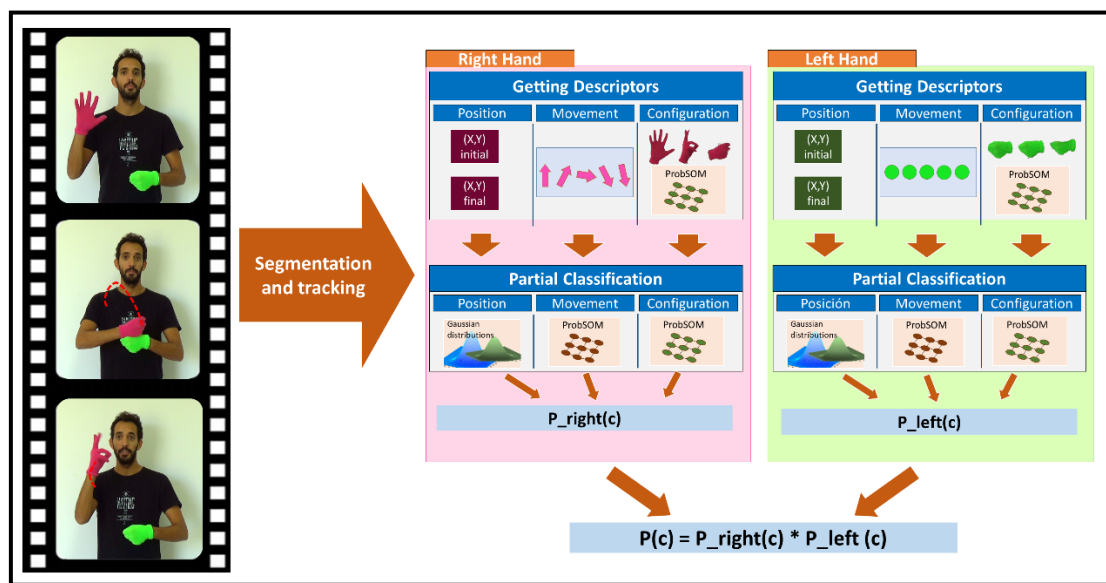 Segmentation
and tracking
Right Hand
Getting Descriptors
Position
Movement
Configuration
(X,Y)
initial
(X,Y)
final
ProbSOM
Partial Classification
Position
Movement
Configuration
Gaussian
distributions
ProbSOM
ProbSOM
P_right(c)
Left Hand
Getting Descriptors
Position
Movement
Configuration
(X,Y)
initial
(X,Y)
final
ProbSOM
Partial Classification
Posición
Movement
Configuration
Gaussian
distributions
ProbSOM
ProbSOM
P_left(c)
P(c) = P_right(c) * P_left (c)